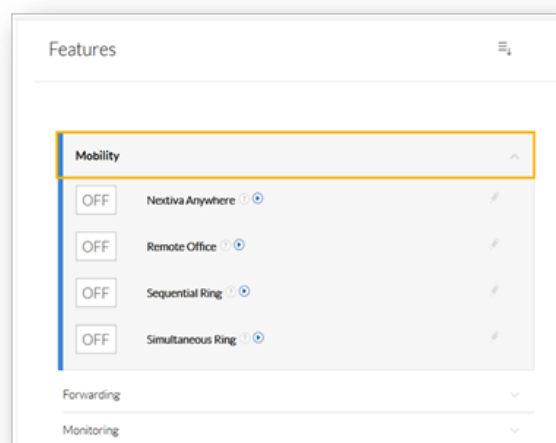 Features
Mobility
OFF Nextiva Anywhere ?
OFF Remote Office ?
OFF Sequential Ring ?
OFF Simultaneous Ring ?
Forwarding
Monitoring